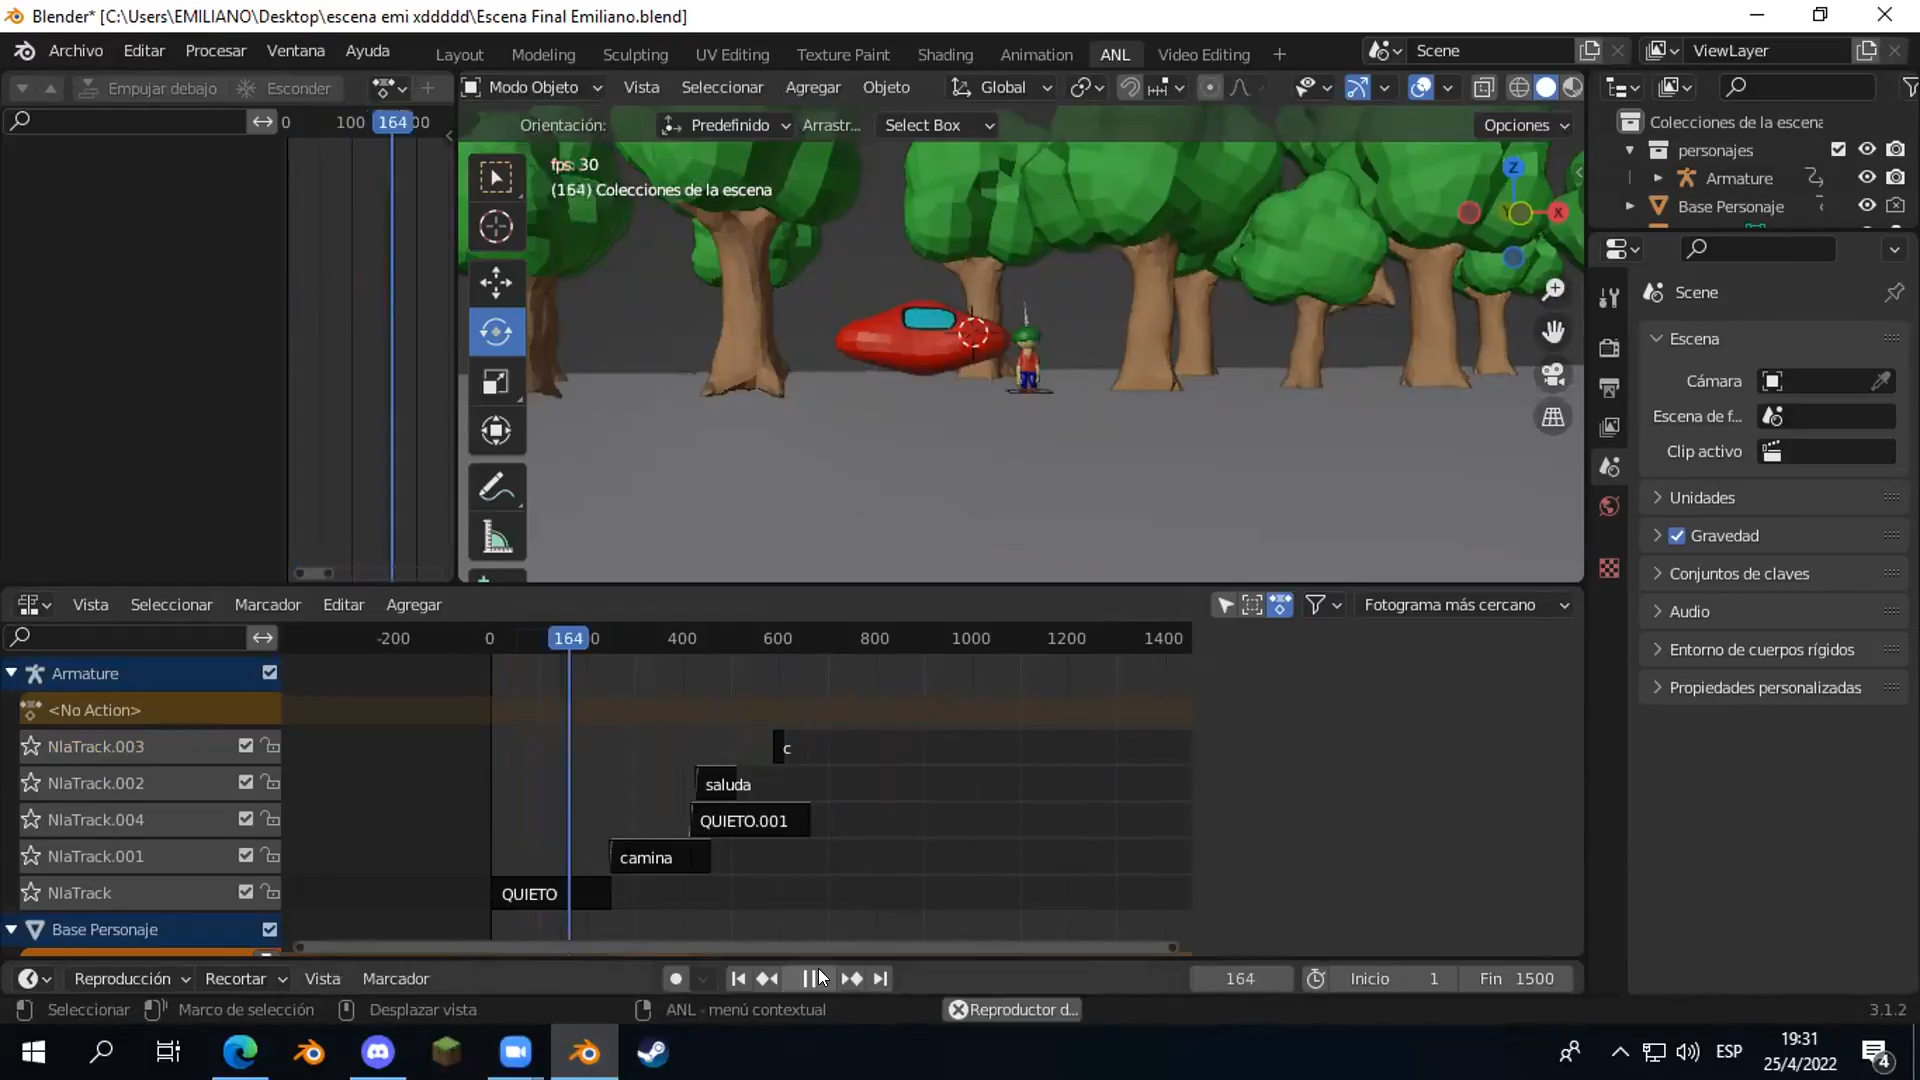 Blender* [C:\Users\EMILIANO\Desktop\escena emi xddddd\Escena Final Emiliano.blend]
Archivo Editar Procesar Ventana Ayuda Layout Modeling Sculpting UV Editing Texture Paint Shading Animation ANL Video Editing + Scene ViewLayer
Empujar debajo Esconder Modo Objeto Vista Seleccionar Agregar Objeto Global
0 100 164 00 Orientación: Predefinido Arrastr... Select Box Opciones Colecciones de la escena
personajes
Armature
Base Personaje
fps: 30
(164) Colecciones de la escena
Z
X
Y
Scene
Escena
Cámara
Escena de f...
Clip activo
Unidades
Gravedad
Conjuntos de claves
Audio
Entorno de cuerpos rígidos
Propiedades personalizadas
Vista Seleccionar Marcador Editar Agregar Fotograma más cercano
-200 0 164 0 400 600 800 1000 1200 1400
Armature
<No Action>
NlaTrack.003 c
NlaTrack.002 saluda
NlaTrack.004 QUIETO.001
NlaTrack.001 camina
NlaTrack QUIETO
Base Personaje
Reproducción Recortar Vista Marcador 164 Inicio 1 Fin 1500
Seleccionar Marco de selección Desplazar vista ANL - menú contextual Reproductor d... 3.1.2
ESP 19:31
25/4/2022 4